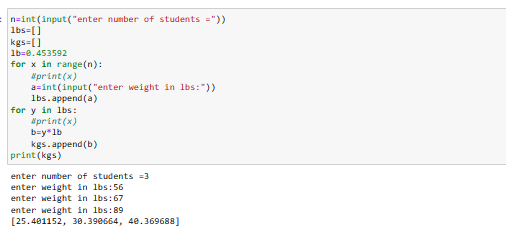 n=int(input("enter number of students ="))
lbs=[]
kgs=[]
lb=0.453592
for x in range(n):
    #print(x)
    a=int(input("enter weight in lbs:"))
    lbs.append(a)
for y in lbs:
    #print(x)
    b=y*lb
    kgs.append(b)
print(kgs)
enter number of students =3
enter weight in lbs:56
enter weight in lbs:67
enter weight in lbs:89
[25.401152, 30.390664, 40.369688]